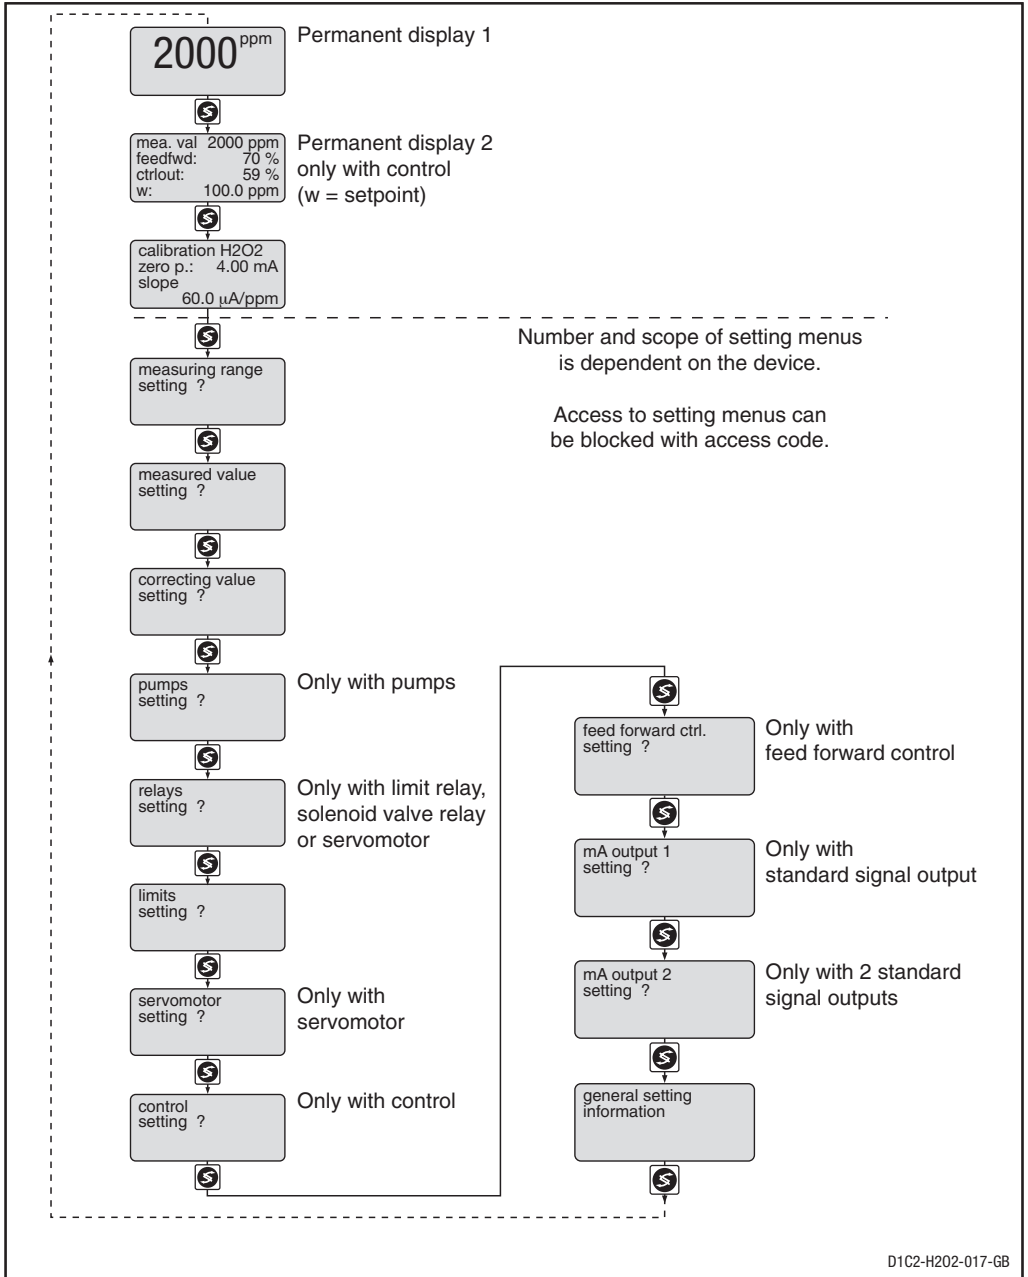 2000 ppm
Permanent display 1
mea. val 2000 ppm
feedfwd: 70 %
ctrlout: 59 %
w: 100.0 ppm
Permanent display 2
only with control
(w = setpoint)
calibration H2O2
zero p.: 4.00 mA
slope
60.0 µA/ppm
Number and scope of setting menus
is dependent on the device.
Access to setting menus can
be blocked with access code.
measuring range
setting ?
measured value
setting ?
correcting value
setting ?
pumps
setting ?
Only with pumps
relays
setting ?
Only with limit relay,
solenoid valve relay
or servomotor
limits
setting ?
servomotor
setting ?
Only with
servomotor
control
setting ?
Only with control
feed forward ctrl.
setting ?
Only with
feed forward control
mA output 1
setting ?
Only with
standard signal output
mA output 2
setting ?
Only with 2 standard
signal outputs
general setting
information
D1C2-H2O2-017-GB